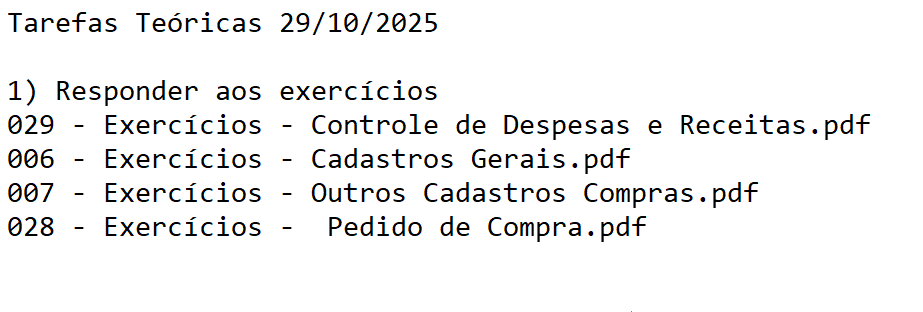 Tarefas Teóricas 29/10/2025
1) Responder aos exercícios
029 - Exercícios - Controle de Despesas e Receitas.pdf
006 - Exercícios - Cadastros Gerais.pdf
007 - Exercícios - Outros Cadastros Compras.pdf
028 - Exercícios -  Pedido de Compra.pdf